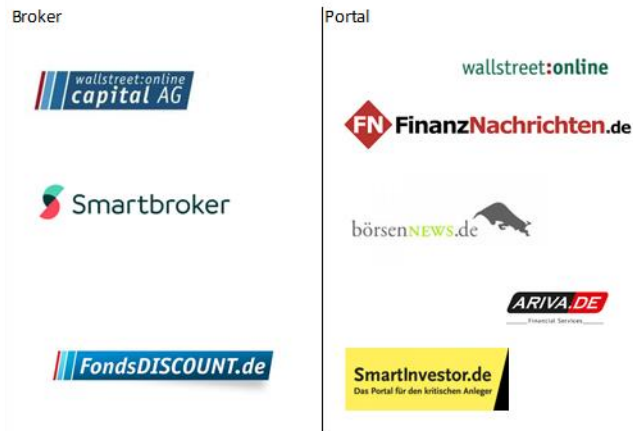 Broker
wallstreet:online
capital AG
Smartbroker
FondsDISCOUNT.de
Portal
wallstreet:online
FN FinanzNachrichten.de
börsenNEWS.de
ARIVA.DE
Financial Services
SmartInvestor.de
Das Portal für den kritischen Anleger